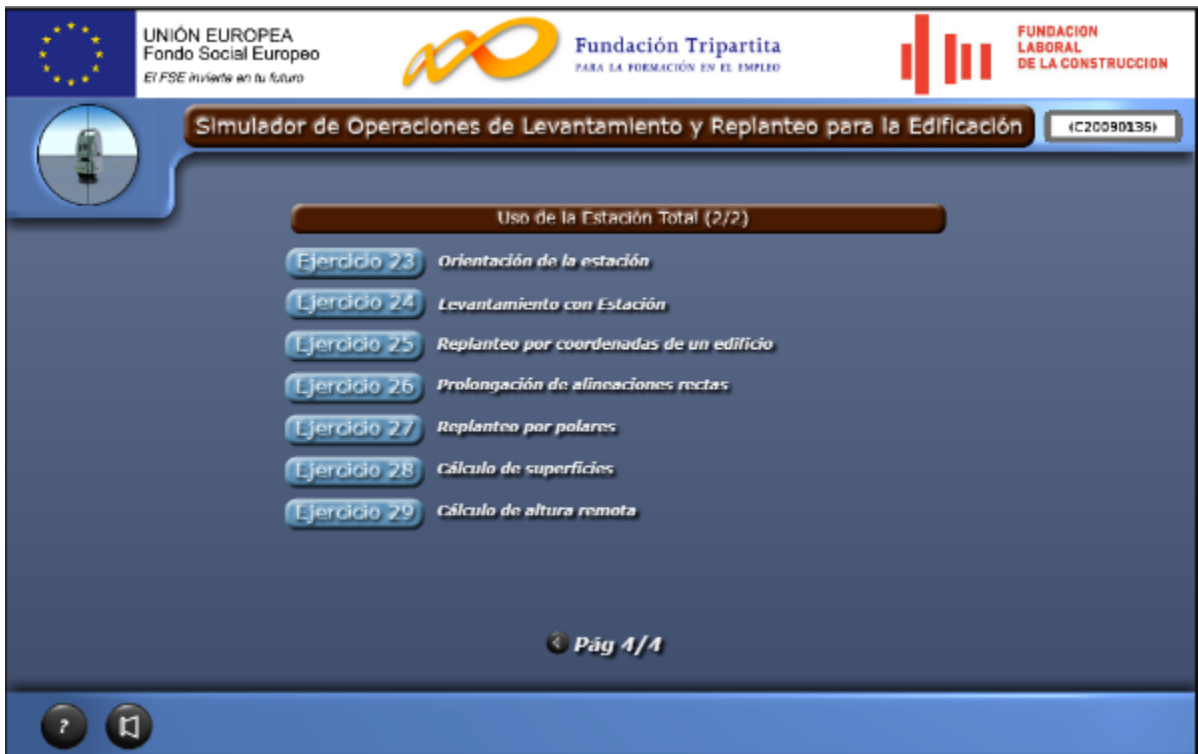 UNIÓN EUROPEA
Fondo Social Europeo
El FSE invierte en tu futuro
Fundación Tripartita
PARA LA FORMACIÓN EN EL EMPLEO
FUNDACION
LABORAL
DE LA CONSTRUCCION
Simulador de Operaciones de Levantamiento y Replanteo para la Edificación
(C20090135)
Uso de la Estación Total (2/2)
Ejercicio 23 Orientación de la estación
Ejercicio 24 Levantamiento con Estación
Ejercicio 25 Replanteo por coordenadas de un edificio
Ejercicio 26 Prolongación de alineaciones rectas
Ejercicio 27 Replanteo por polares
Ejercicio 28 Cálculo de superficies
Ejercicio 29 Cálculo de altura remota
Pág 4/4
?